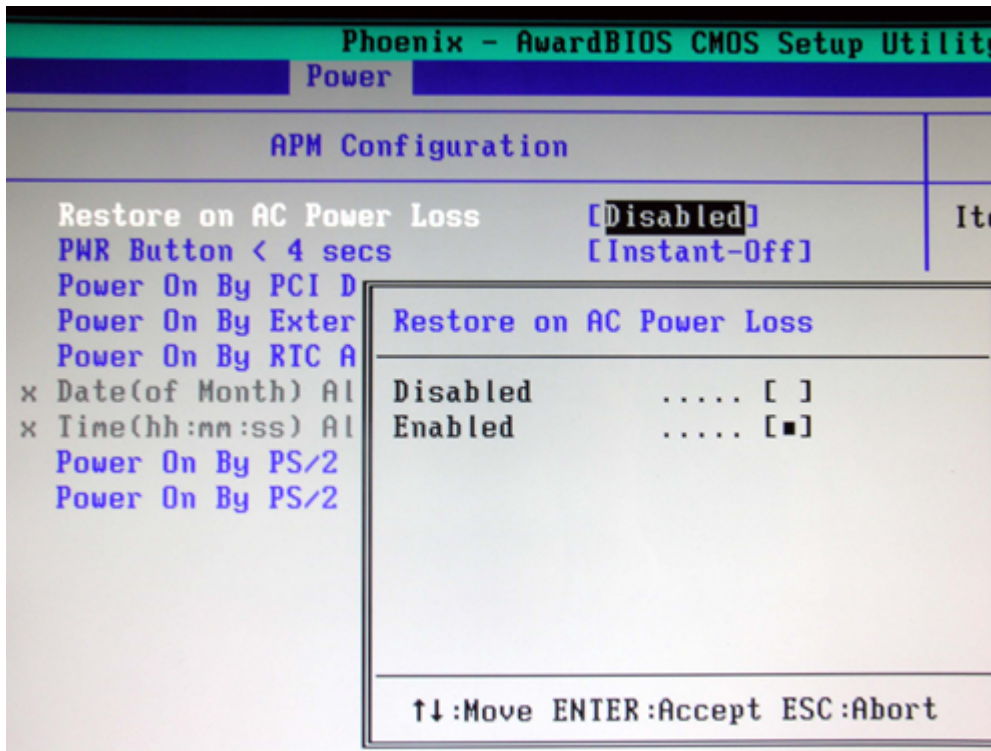 Phoenix - AwardBIOS CMOS Setup Utility
Power
APM Configuration
Restore on AC Power Loss [Disabled]
PWR Button < 4 secs [Instant-Off]
Power On By PCI D
Power On By Exter
Power On By RTC A
x Date(of Month) Al
x Time(hh:mm:ss) Al
Power On By PS/2
Power On By PS/2
Ite
Restore on AC Power Loss
Disabled ..... [ ]
Enabled ..... [■]
↑↓:Move ENTER:Accept ESC:Abort